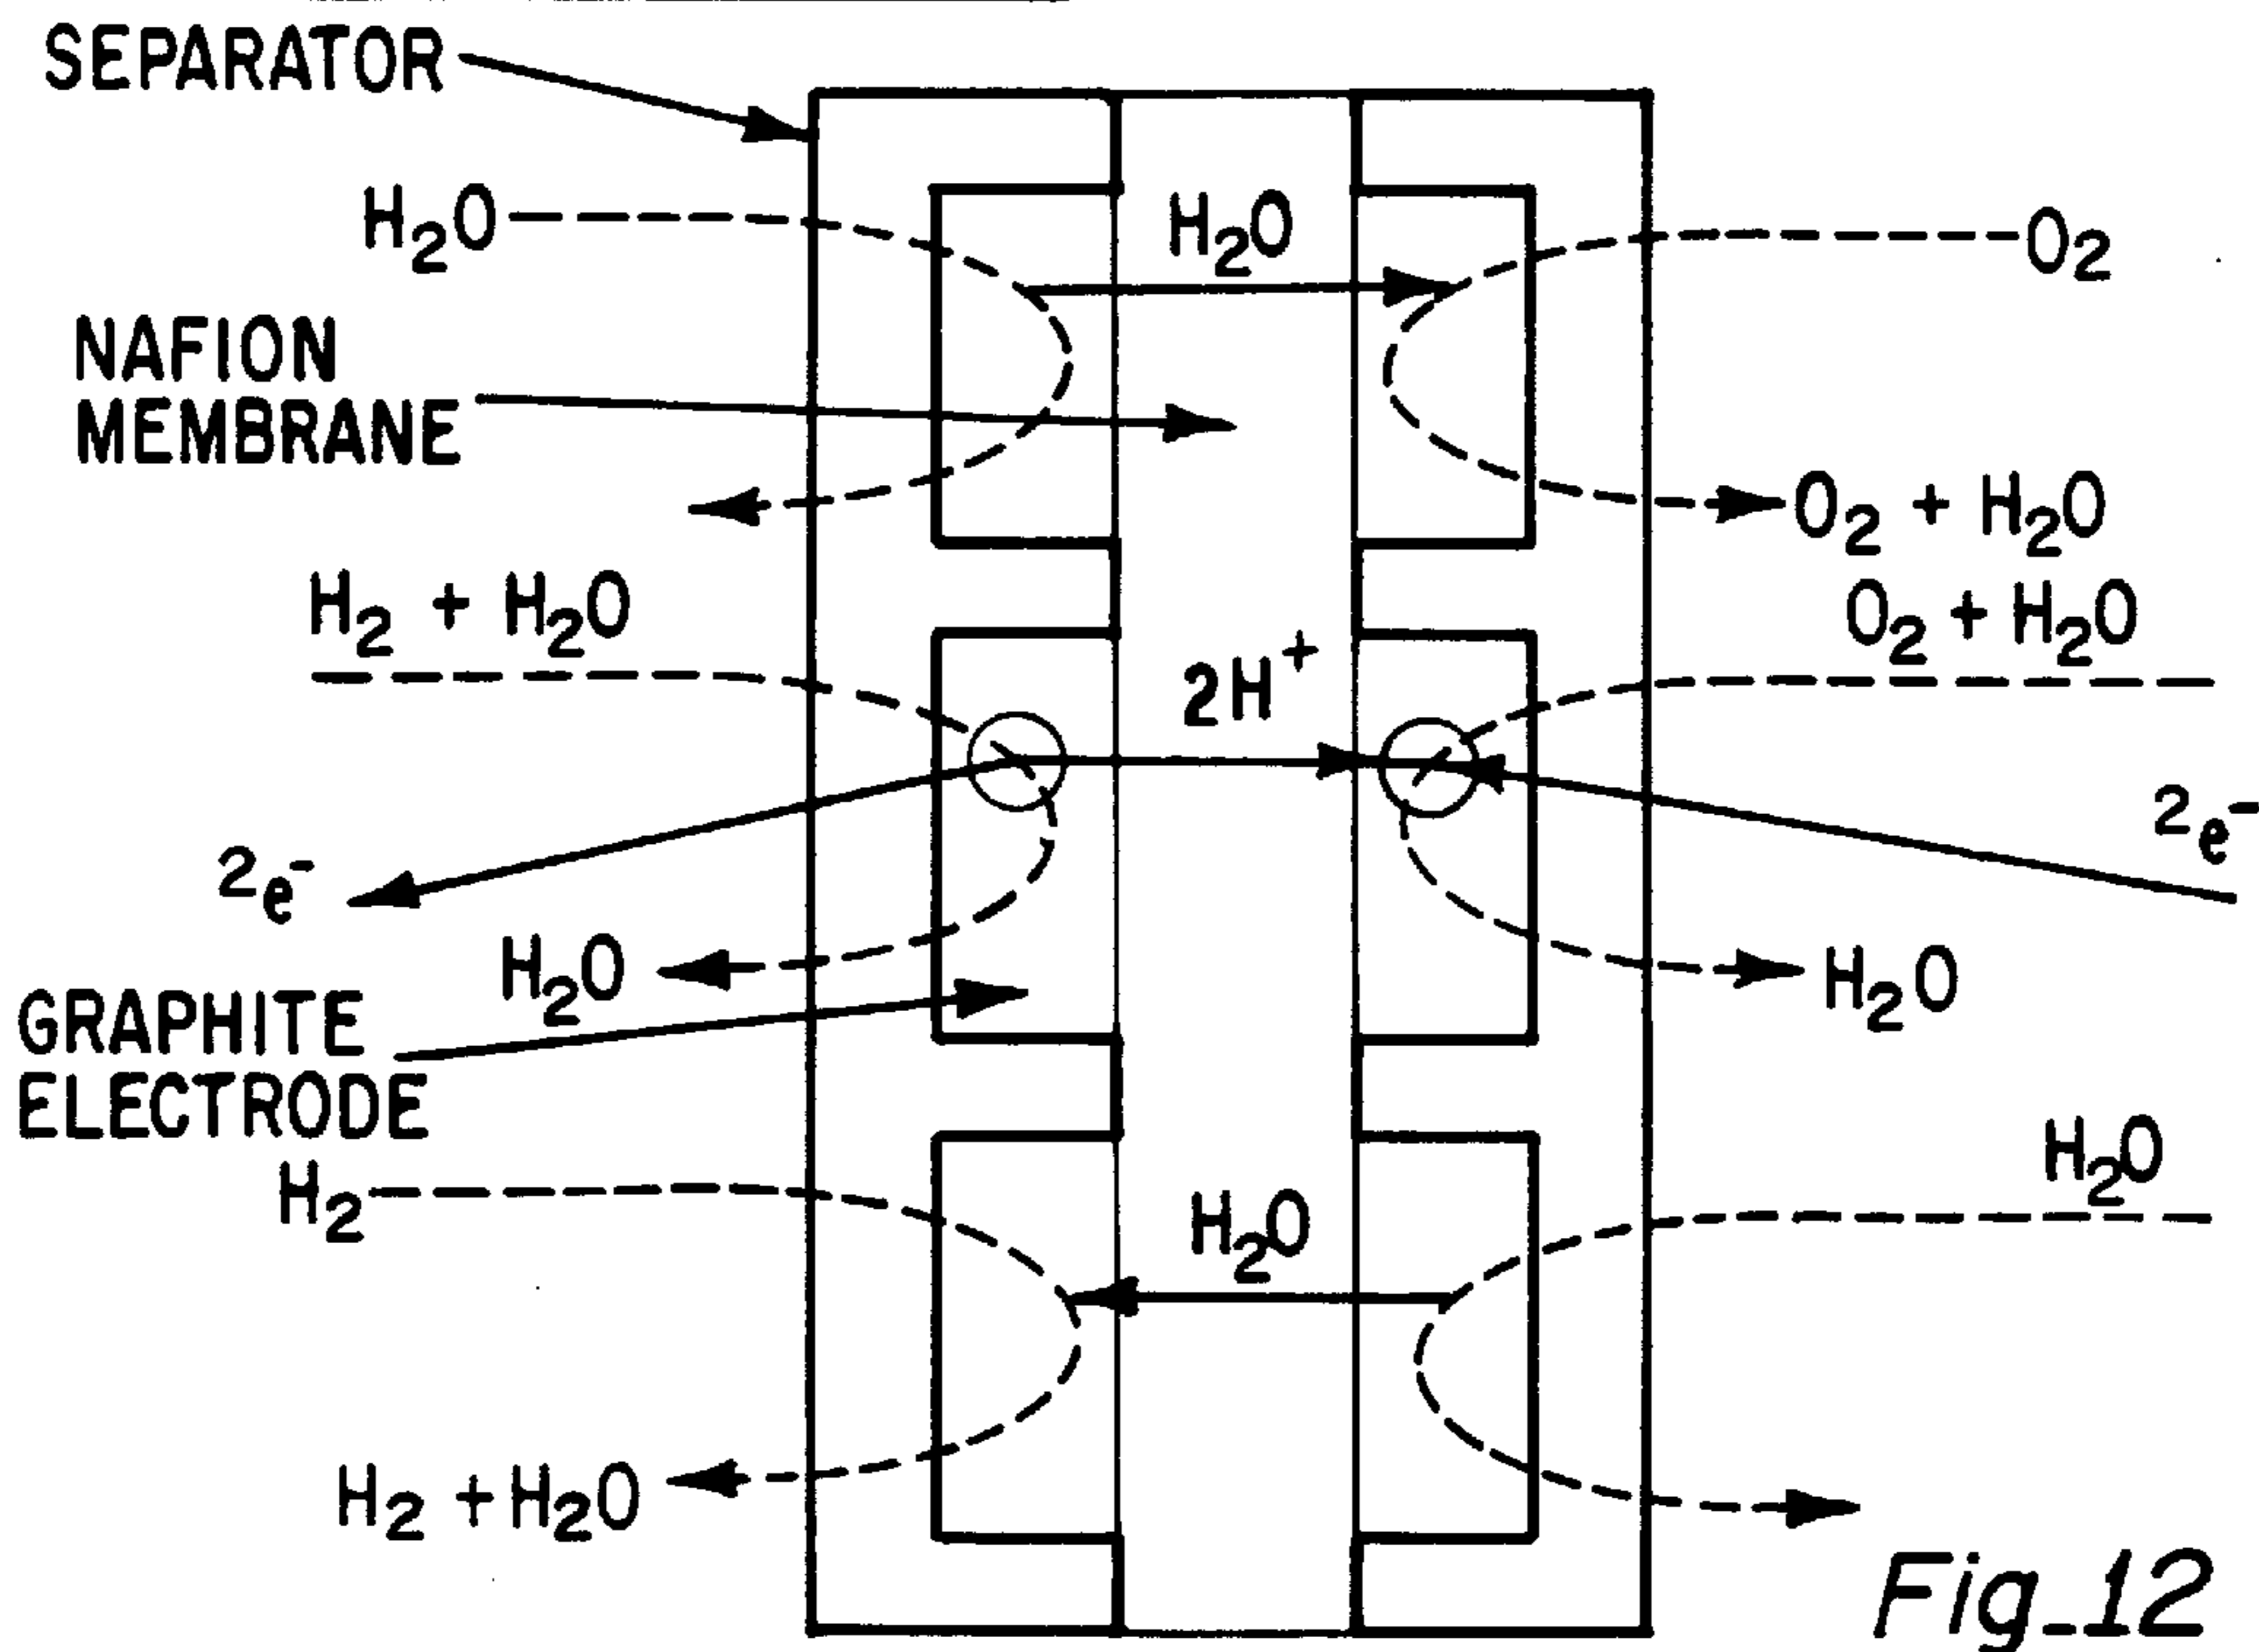 SEPARATOR
H₂O
H₂O
O₂
NAFION
MEMBRANE
O₂ + H₂O
H₂ + H₂O
O₂ + H₂O
2H⁺
2e⁻
2e⁻
H₂O
H₂O
GRAPHITE
ELECTRODE
H₂
H₂O
H₂O
H₂ + H₂O
Fig_12